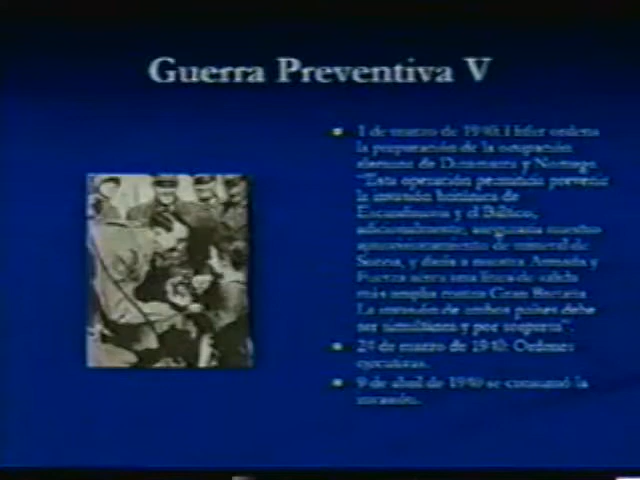 Guerra Preventiva V
1 de marzo de 1940: Hitler ordena
la preparación de la ocupación
alemana de Dinamarca y Noruega.
"Esta operación permitirá prevenir
la invasión británica de
Escandinavia y el Báltico,
adicionalmente, asegurará nuestro
aprovisionamiento de mineral de
Suecia, y daría a nuestra Armada y
Fuerza aérea una línea de salida
más amplia contra Gran Bretaña.
La invasión de ambos países debe
ser simultánea y por sorpresa".
de marzo de 1940: Ordenes
ejecutivas.
9 de abril de 1940 se consumó la
invasión.